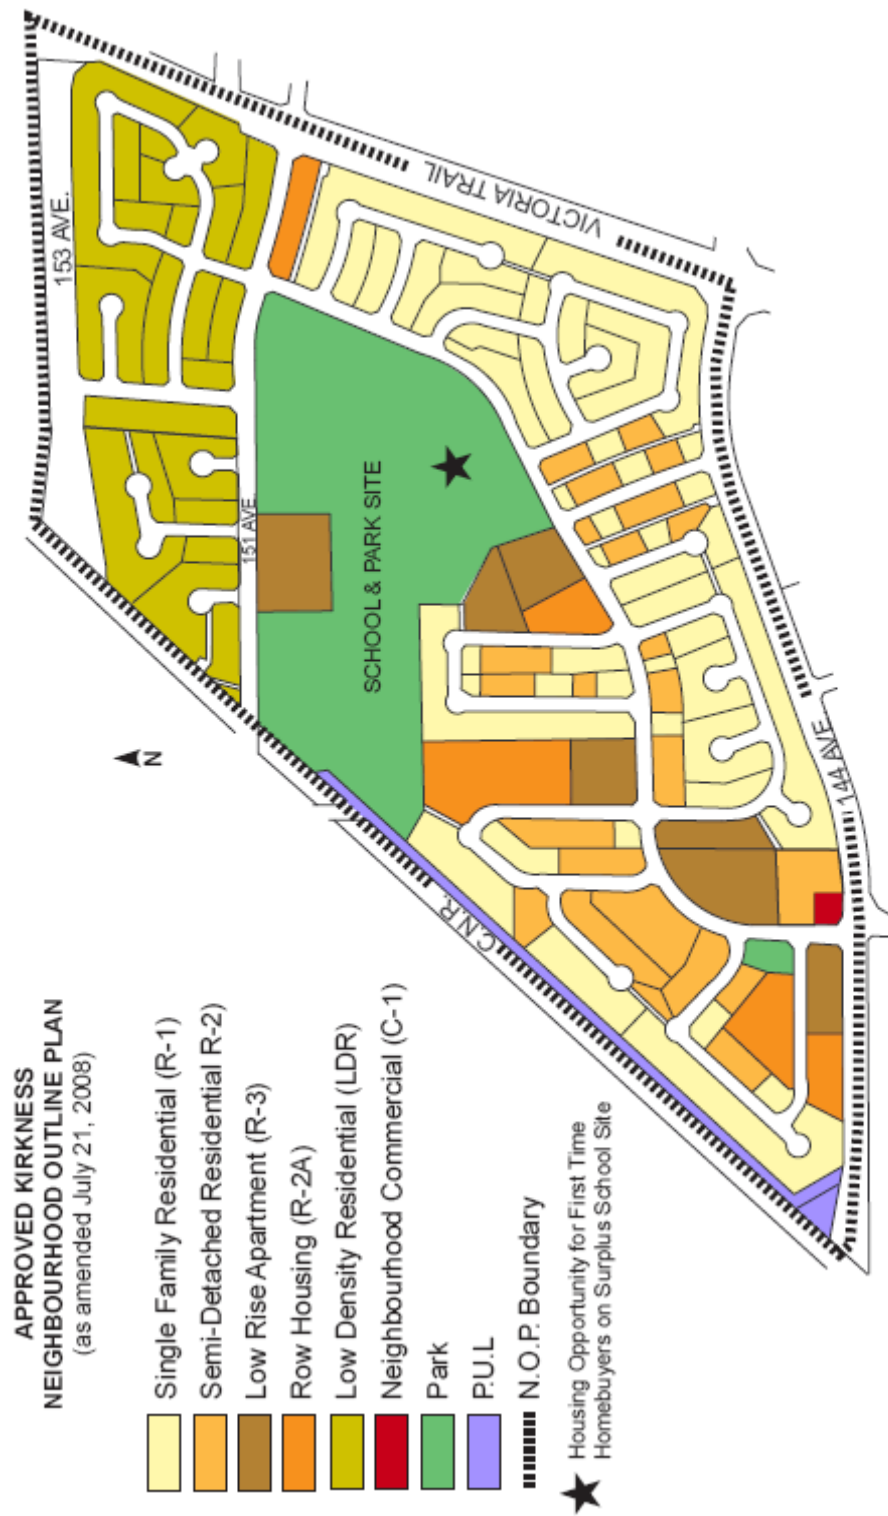 APPROVED KIRKNESS
NEIGHBOURHOOD OUTLINE PLAN
(as amended July 21, 2008)
Single Family Residential (R-1)
Semi-Detached Residential R-2)
Low Rise Apartment (R-3)
Row Housing (R-2A)
Low Density Residential (LDR)
Neighbourhood Commercial (C-1)
Park
P.U.L
N.O.P. Boundary
Housing Opportunity for First Time
Homebuyers on Surplus School Site
N
153 AVE.
151 AVE.
SCHOOL & PARK SITE
VICTORIA TRAIL
C.N.R.
144 AVE.